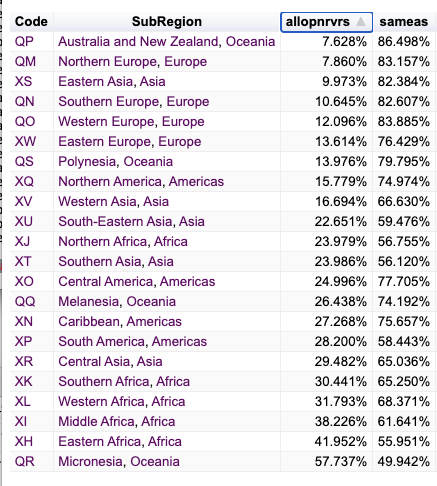 Code SubRegion allopnrvrs sameas
QP Australia and New Zealand, Oceania 7.628% 86.498%
QM Northern Europe, Europe 7.860% 83.157%
XS Eastern Asia, Asia 9.973% 82.384%
QN Southern Europe, Europe 10.645% 82.607%
QO Western Europe, Europe 12.096% 83.885%
XW Eastern Europe, Europe 13.614% 76.429%
QS Polynesia, Oceania 13.976% 79.795%
XQ Northern America, Americas 15.779% 74.974%
XV Western Asia, Asia 16.694% 66.630%
XU South-Eastern Asia, Asia 22.651% 59.476%
XJ Northern Africa, Africa 23.979% 56.755%
XT Southern Asia, Asia 23.986% 56.120%
XO Central America, Americas 24.996% 77.705%
QQ Melanesia, Oceania 26.438% 74.192%
XN Caribbean, Americas 27.268% 75.657%
XP South America, Americas 28.200% 58.443%
XR Central Asia, Asia 29.482% 65.036%
XK Southern Africa, Africa 30.441% 65.250%
XL Western Africa, Africa 31.793% 68.371%
XI Middle Africa, Africa 38.226% 61.641%
XH Eastern Africa, Africa 41.952% 55.951%
QR Micronesia, Oceania 57.737% 49.942%